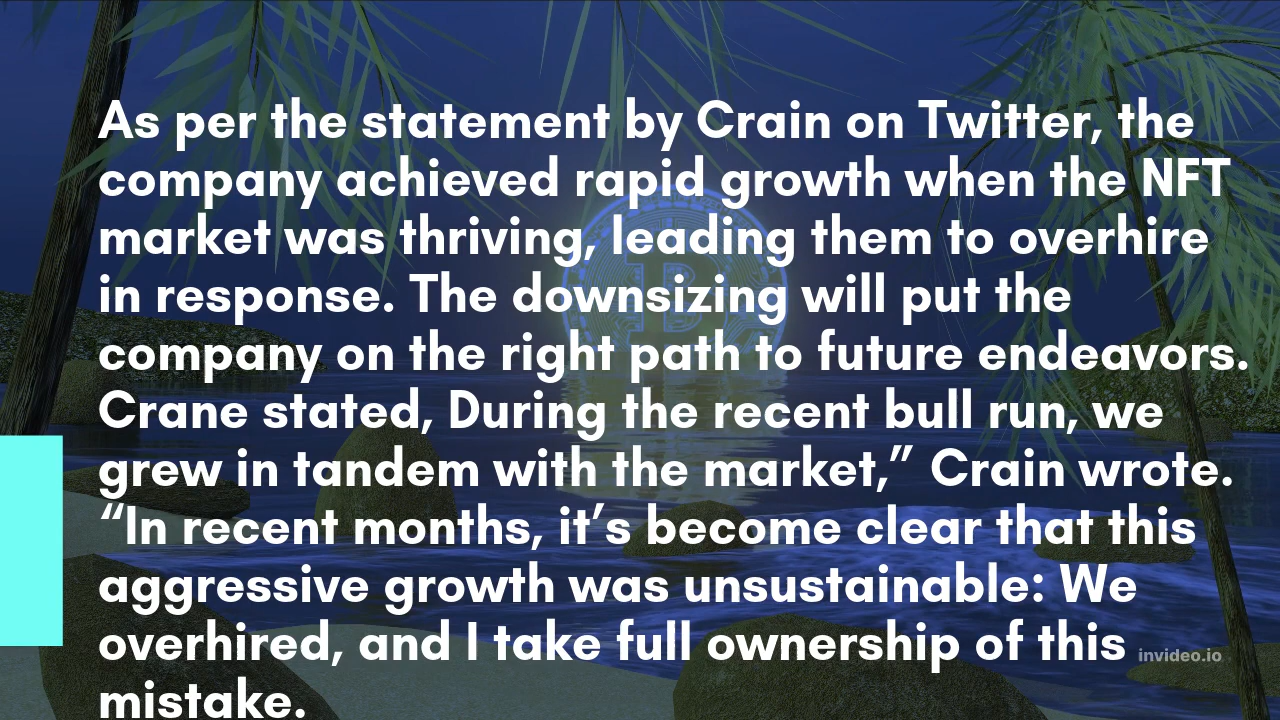 As per the statement by Crain on Twitter, the
company achieved rapid growth when the NFT
market was thriving, leading them to overhire
in response. The downsizing will put the
company on the right path to future endeavors.
Crane stated, During the recent bull run, we
grew in tandem with the market,” Crain wrote.
“In recent months, it’s become clear that this
aggressive growth was unsustainable: We
overhired, and I take full ownership of this
mistake.
invideo.io